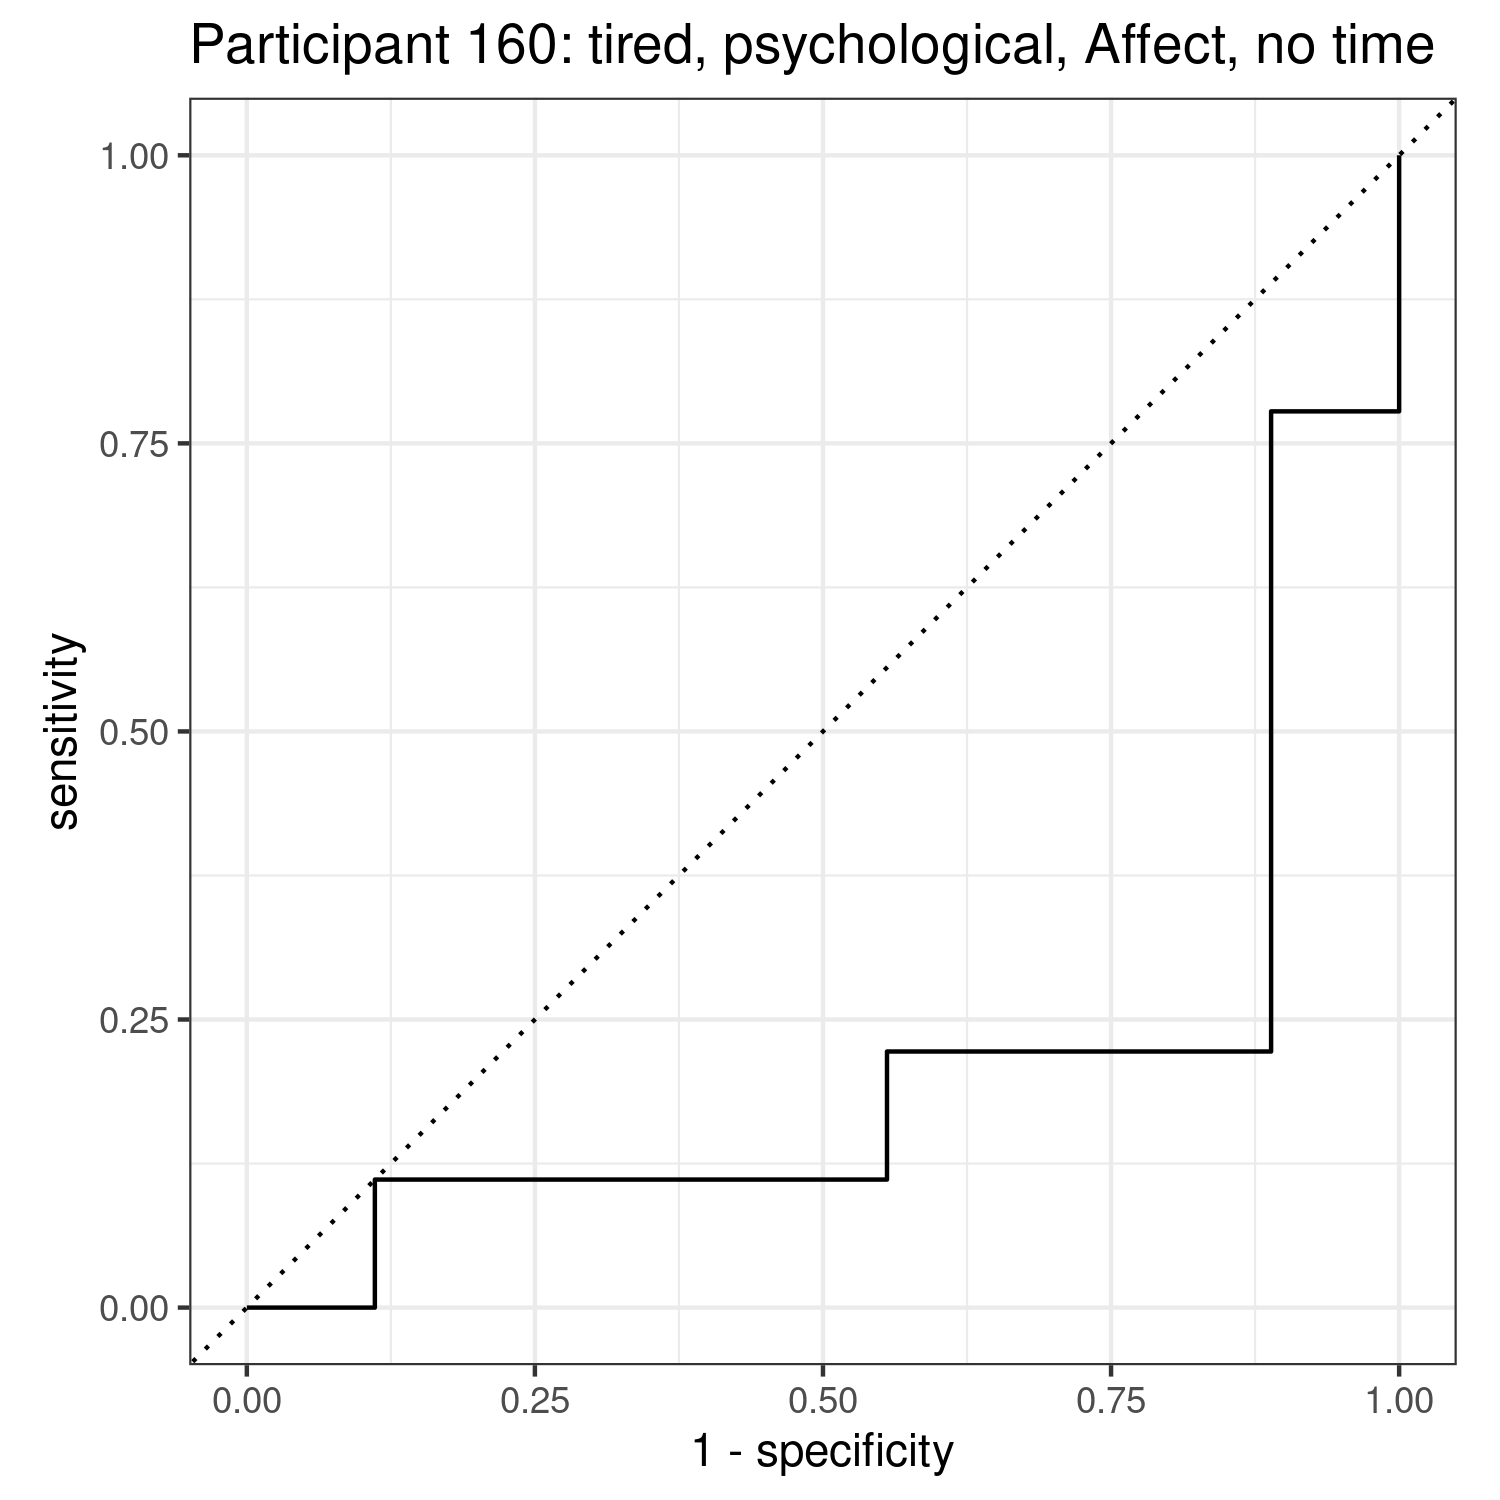 Participant 160: tired, psychological, Affect, no time
1.00
0.75
0.50
0.25
0.00
sensitivity
0.00 0.25 0.50 0.75 1.00
1 - specificity